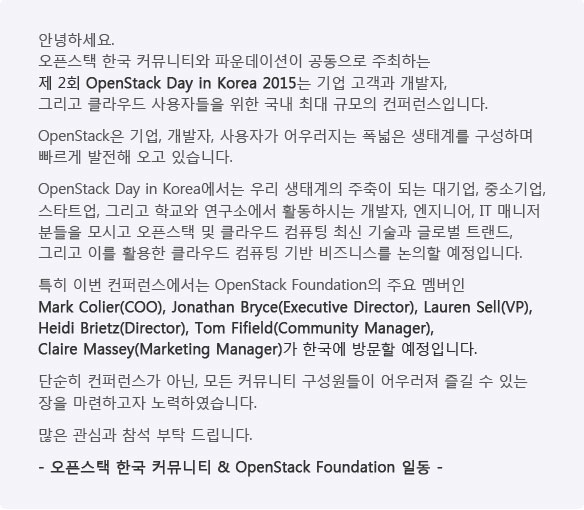 안녕하세요.
오픈스택 한국 커뮤니티와 파운데이션이 공동으로 주최하는
제 2회 OpenStack Day in Korea 2015는 기업 고객과 개발자,
그리고 클라우드 사용자들을 위한 국내 최대 규모의 컨퍼런스입니다.
OpenStack은 기업, 개발자, 사용자가 어우러지는 폭넓은 생태계를 구성하며
빠르게 발전해 오고 있습니다.
OpenStack Day in Korea에서는 우리 생태계의 주축이 되는 대기업, 중소기업,
스타트업, 그리고 학교와 연구소에서 활동하시는 개발자, 엔지니어, IT 매니저
분들을 모시고 오픈스택 및 클라우드 컴퓨팅 최신 기술과 글로벌 트랜드,
그리고 이를 활용한 클라우드 컴퓨팅 기반 비즈니스를 논의할 예정입니다.
특히 이번 컨퍼런스에서는 OpenStack Foundation의 주요 멤버인
Mark Colier(COO), Jonathan Bryce(Executive Director), Lauren Sell(VP),
Heidi Brietz(Director), Tom FIfield(Community Manager),
Claire Massey(Marketing Manager)가 한국에 방문할 예정입니다.
단순히 컨퍼런스가 아닌, 모든 커뮤니티 구성원들이 어우러져 즐길 수 있는
장을 마련하고자 노력하였습니다.
많은 관심과 참석 부탁 드립니다.
- 오픈스택 한국 커뮤니티 & OpenStack Foundation 일동 -